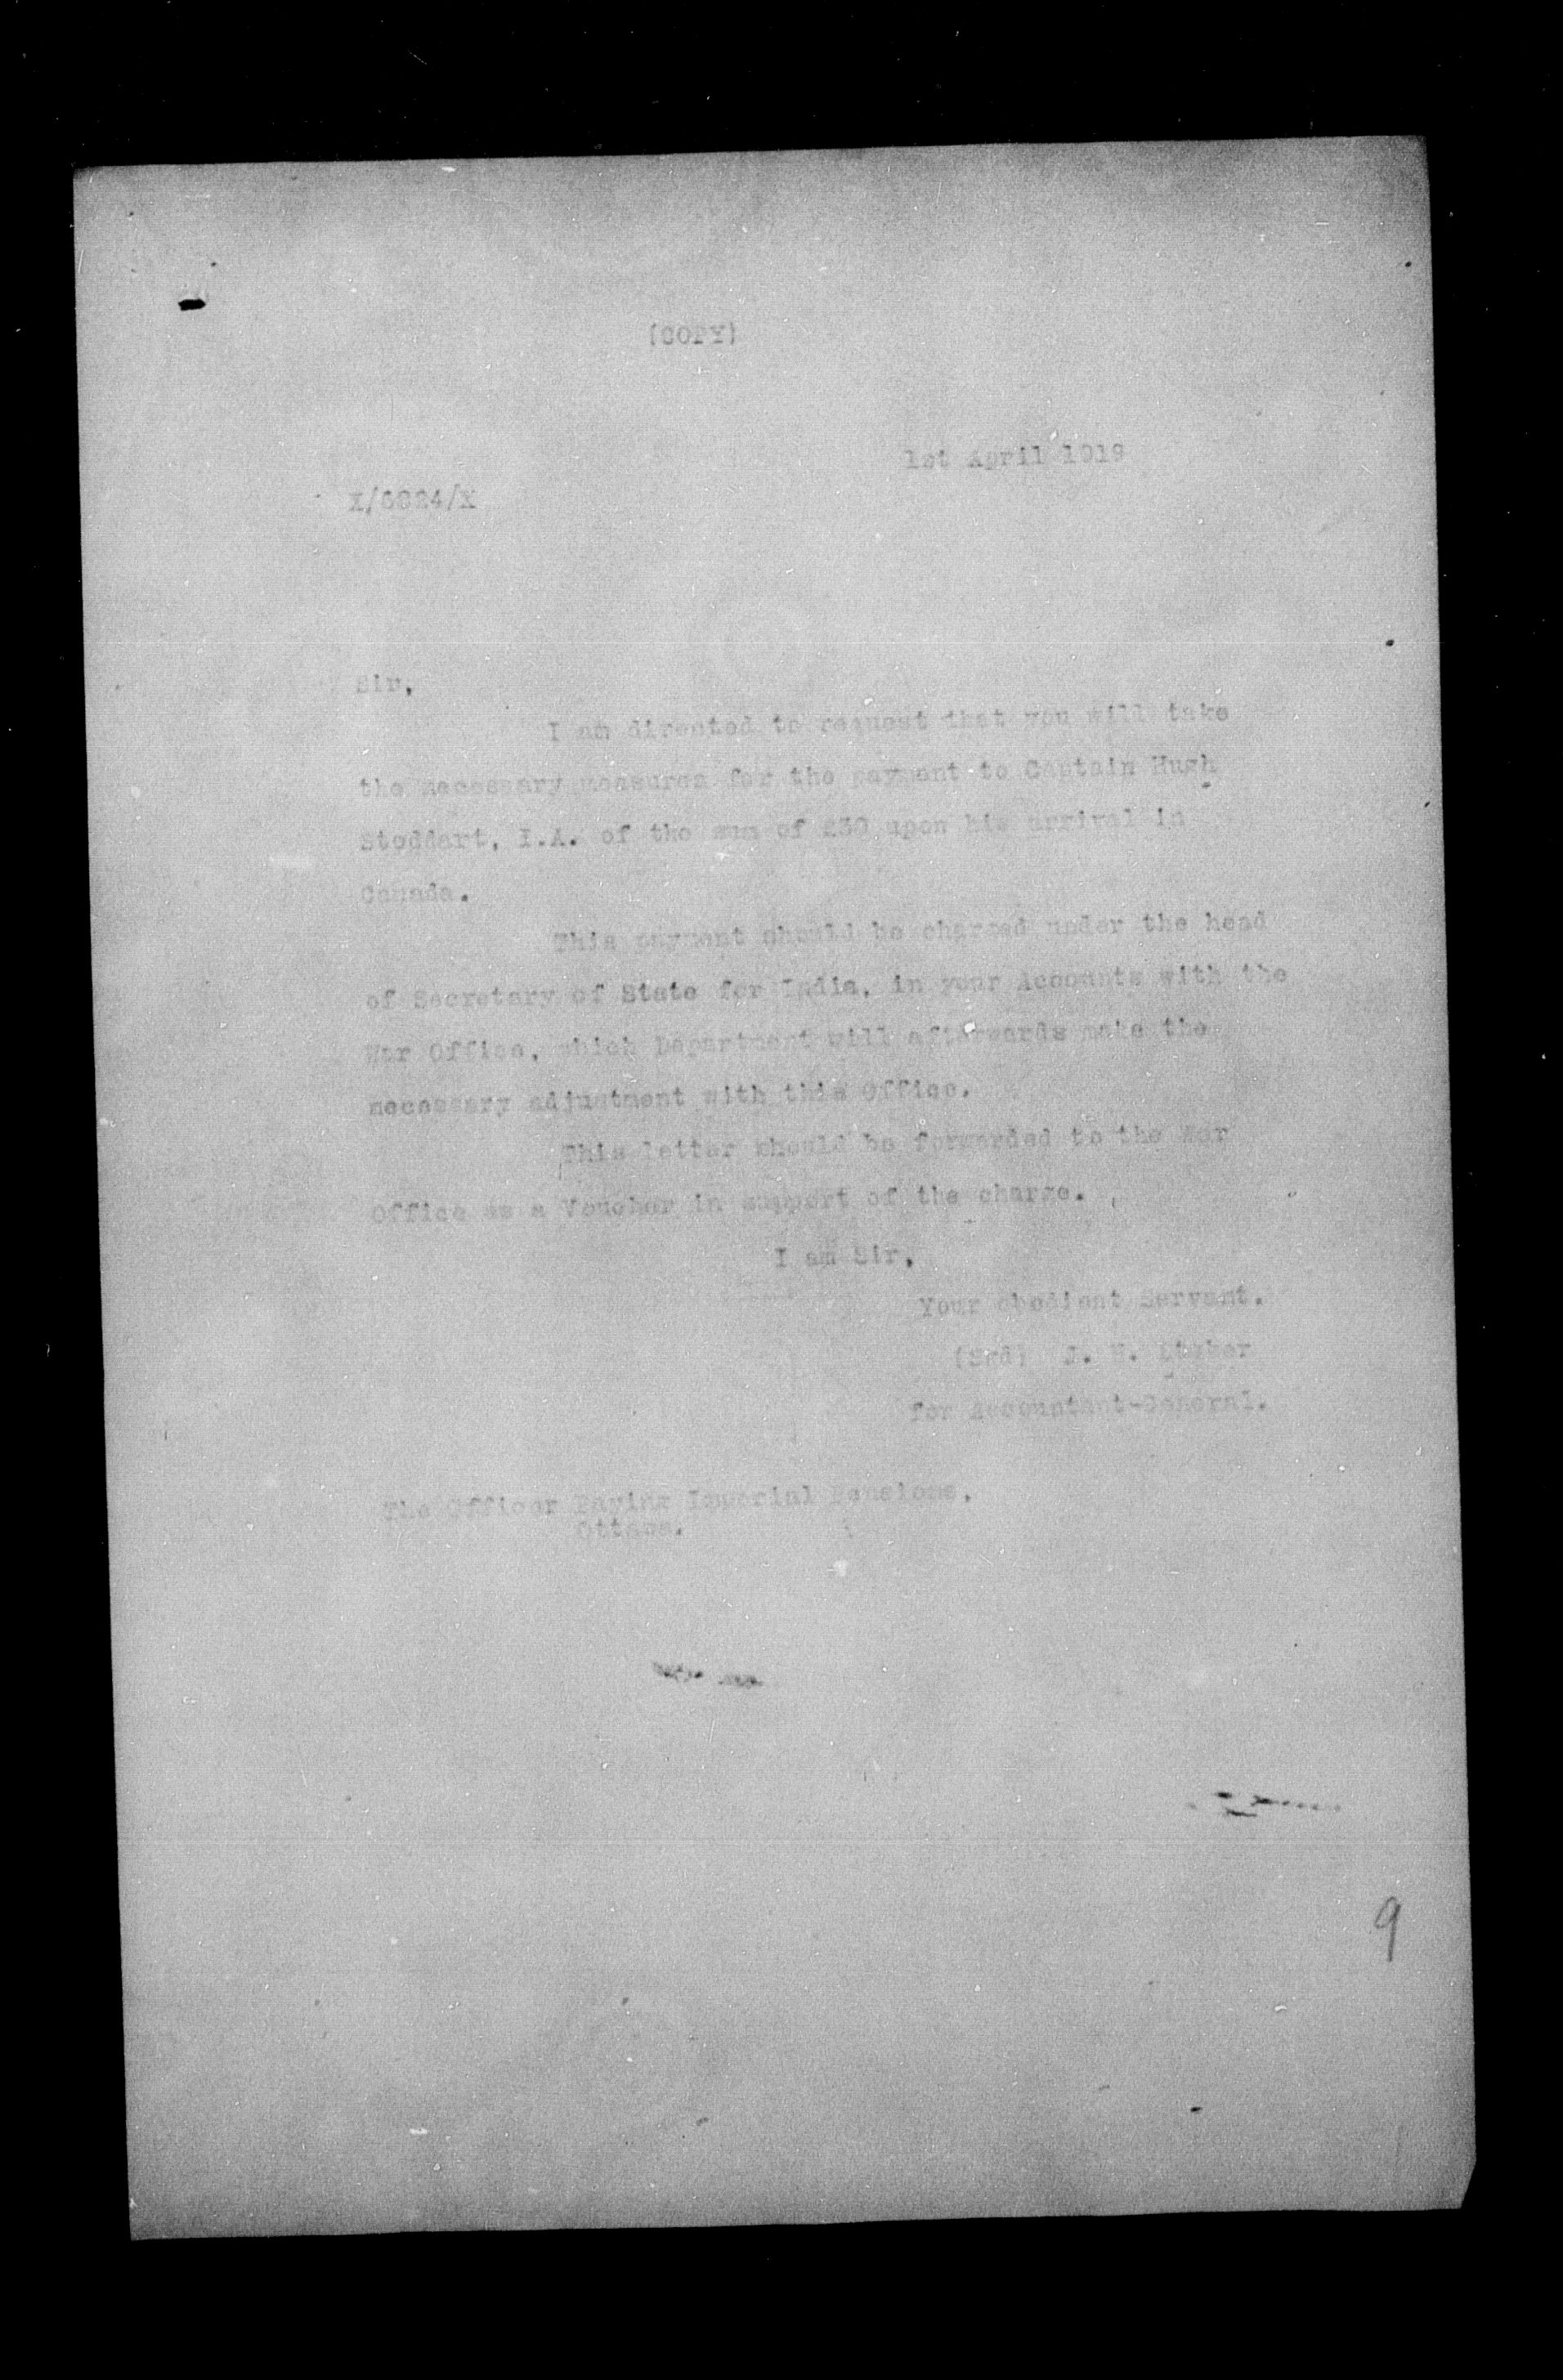 (COPY)
1st April 1919
X/6824/X
Sir,
I am directed to request that you will take
the necessary measures for the payment to Captain Hugh
Stoddart, I.A. of the sum of £30 upon his arrival in
Canada.
This payment should be charged under the head
of Secretary of State for India, in your Accounts with the
War Office, which Department will afterwards make the
necessary adjustment with this Office.
This letter should be forwarded to the War
Office as a Voucher in support of the charge.
I am Sir,
Your obedient Servant.
(Sgd) J.
for Accountant-General.
The Officer Paying Imperial Pensions,
Ottawa.
9